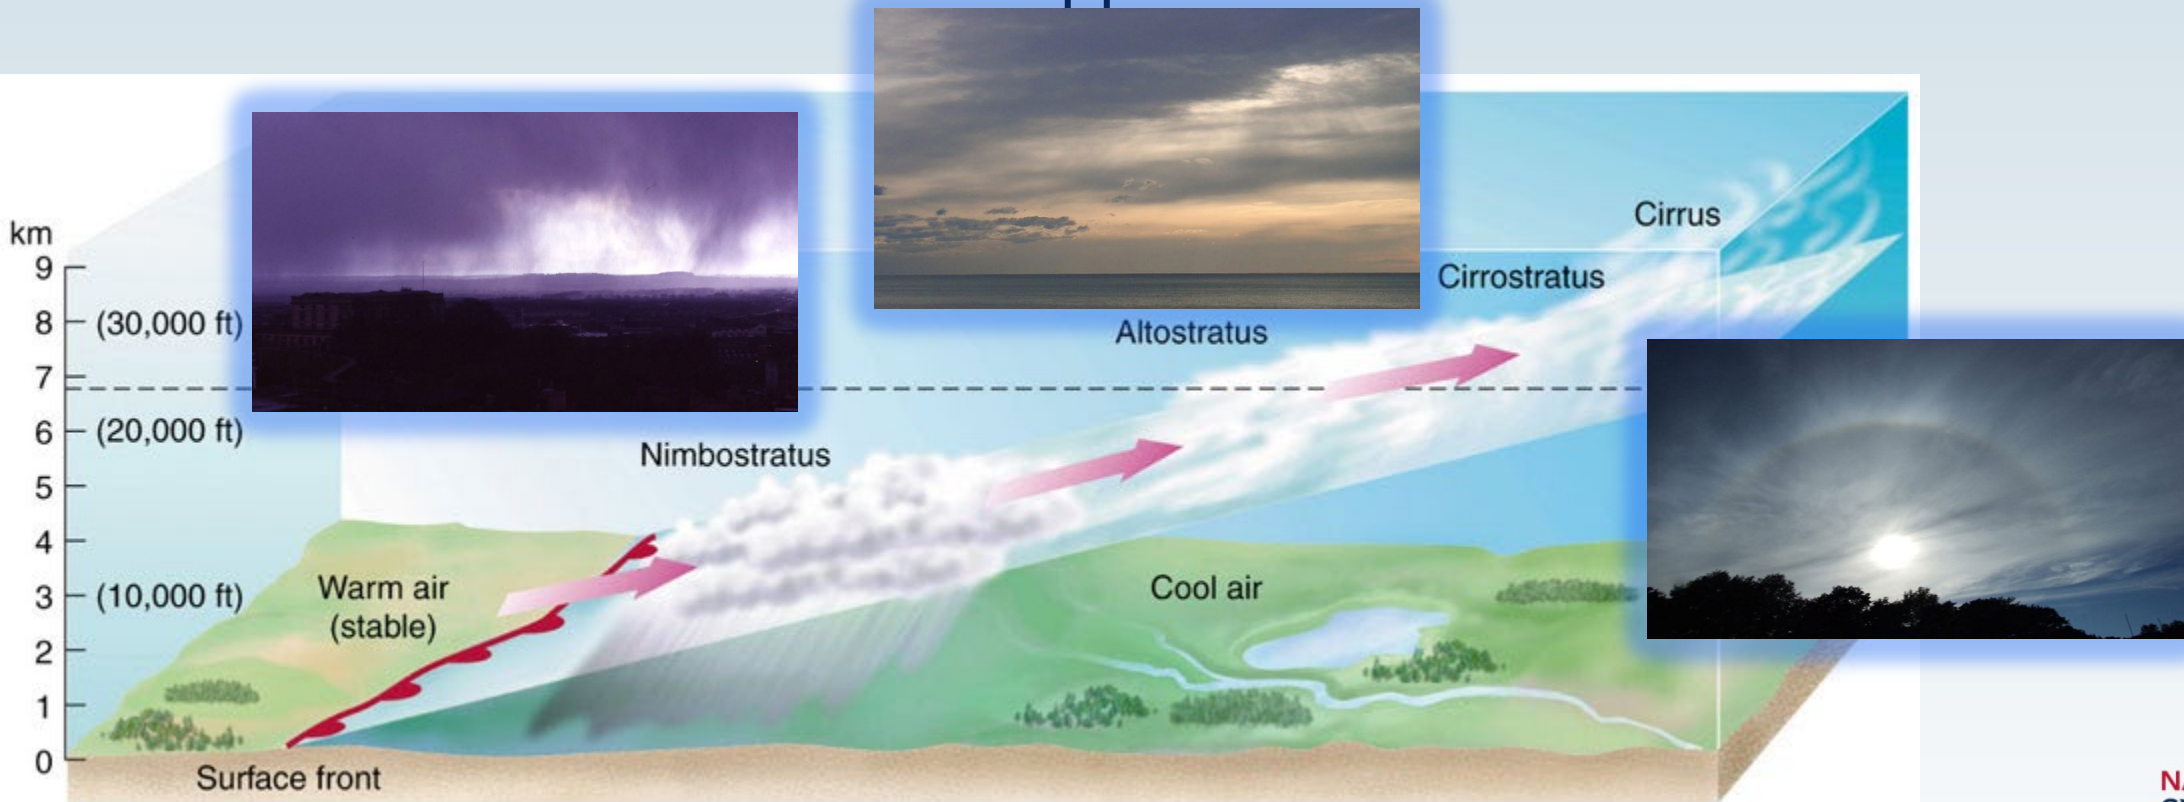 km
9
8
(30,000 ft)
7
6
(20,000 ft)
5
4
3
(10,000 ft)
2
1
0
Cirrus
Cirrostratus
Altostratus
Nimbostratus
Warm air
(stable)
Cool air
Surface front